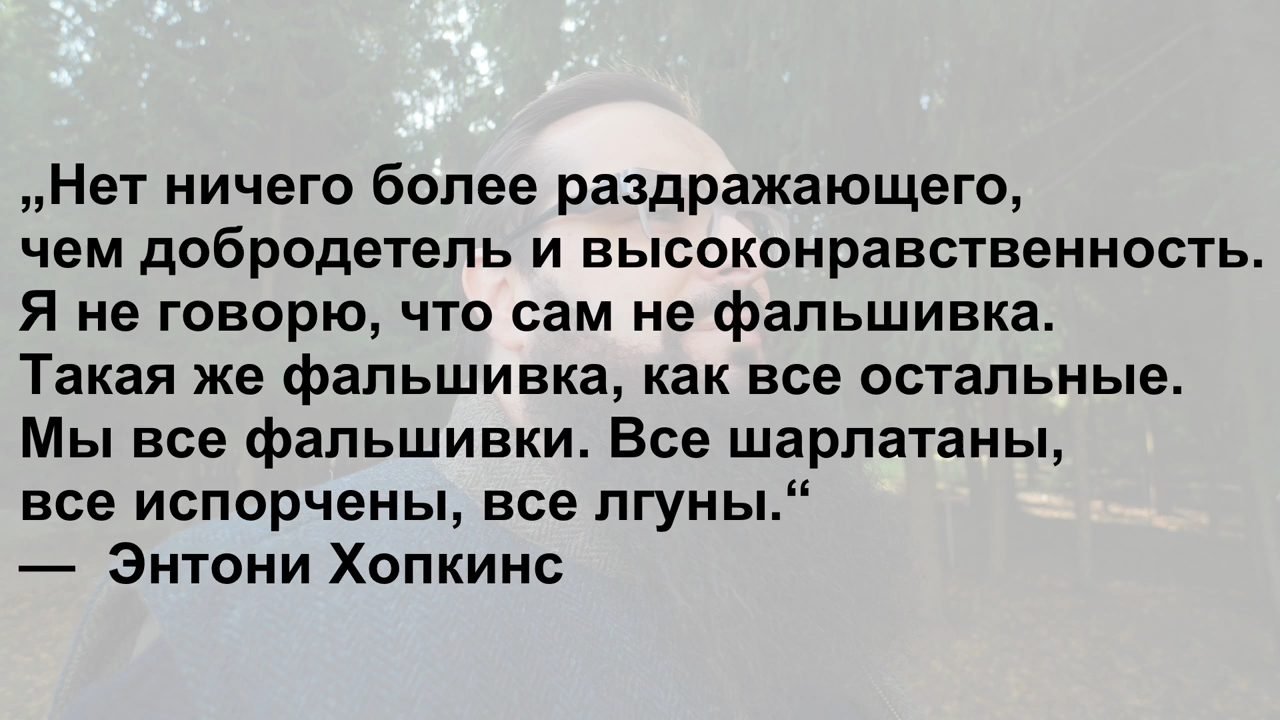 „Нет ничего более раздражающего,
чем добродетель и высоконравственность.
Я не говорю, что сам не фальшивка.
Такая же фальшивка, как все остальные.
Мы все фальшивки. Все шарлатаны,
все испорчены, все лгуны.“
— Энтони Хопкинс